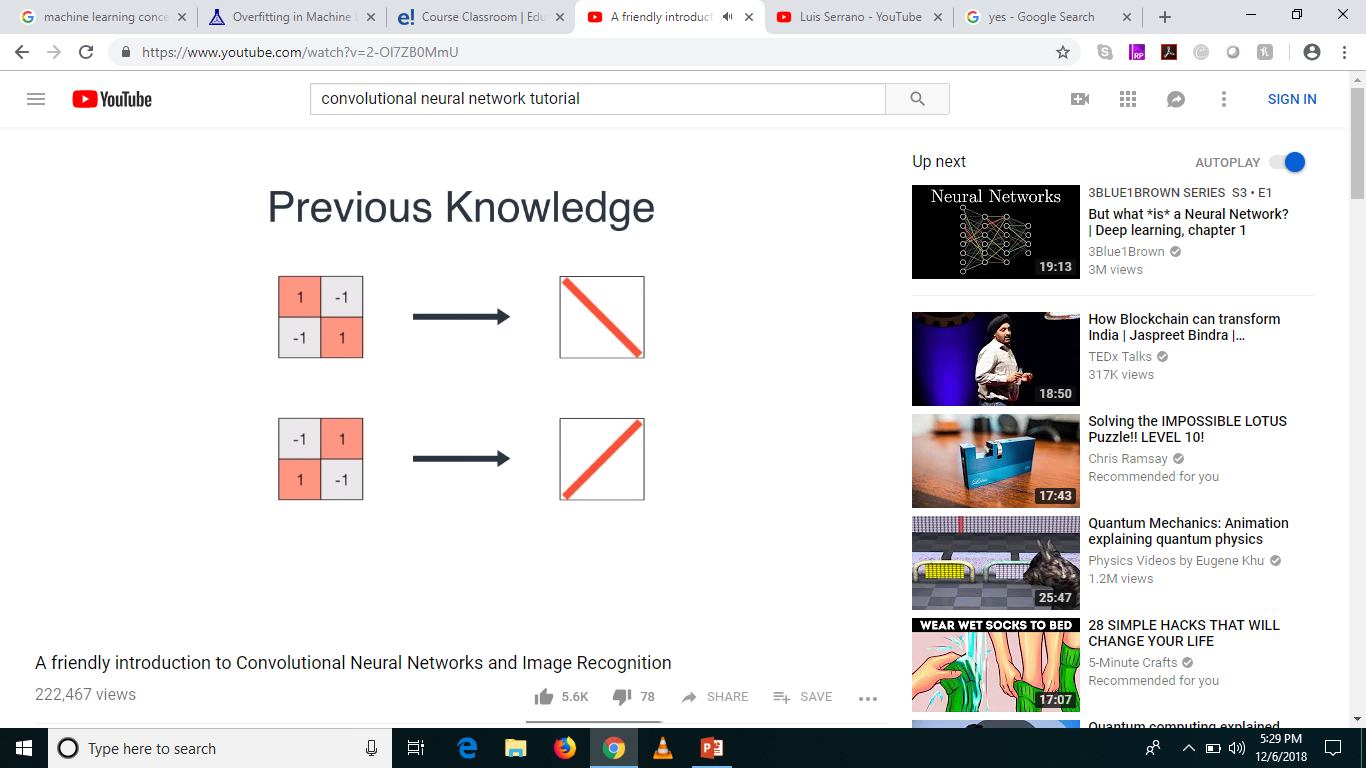 machine learning conce
Overfitting in Machine
Course Classroom | Edu
A friendly introduct
Luis Serrano - YouTube
yes - Google Search
https://www.youtube.com/watch?v=2-OI7ZB0MmU
YouTube
convolutional neural network tutorial
SIGN IN
Previous Knowledge
1 -1
-1 1
-1 1
1 -1
A friendly introduction to Convolutional Neural Networks and Image Recognition
222,467 views
5.6K
78
SHARE
SAVE
Up next
AUTOPLAY
Neural Networks
19:13
3BLUE1BROWN SERIES S3 • E1
But what *is* a Neural Network?
| Deep learning, chapter 1
3Blue1Brown
3M views
18:50
How Blockchain can transform
India | Jaspreet Bindra |...
TEDx Talks
317K views
17:43
Solving the IMPOSSIBLE LOTUS
Puzzle!! LEVEL 10!
Chris Ramsay
Recommended for you
25:47
Quantum Mechanics: Animation
explaining quantum physics
Physics Videos by Eugene Khu
1.2M views
WEAR WET SOCKS TO BED
17:07
28 SIMPLE HACKS THAT WILL
CHANGE YOUR LIFE
5-Minute Crafts
Recommended for you
Quantum computing explained
Type here to search
5:29 PM
12/6/2018